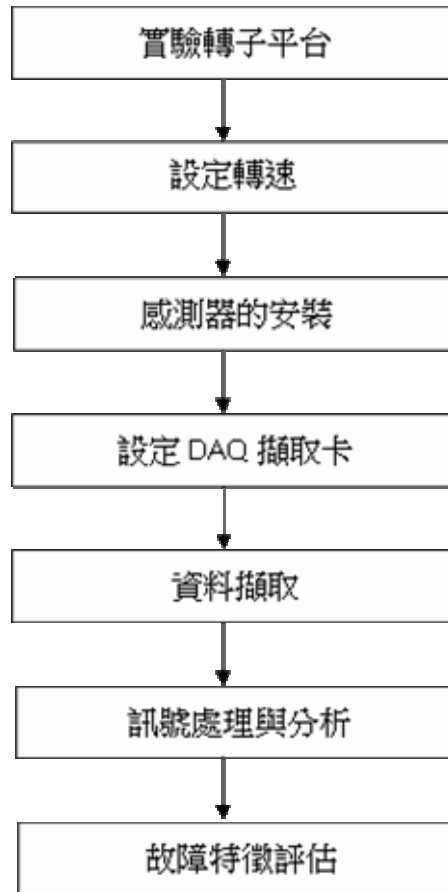 實驗轉子平台
設定轉速
感測器的安裝
設定 DAQ 擷取卡
資料擷取
訊號處理與分析
故障特徵評估